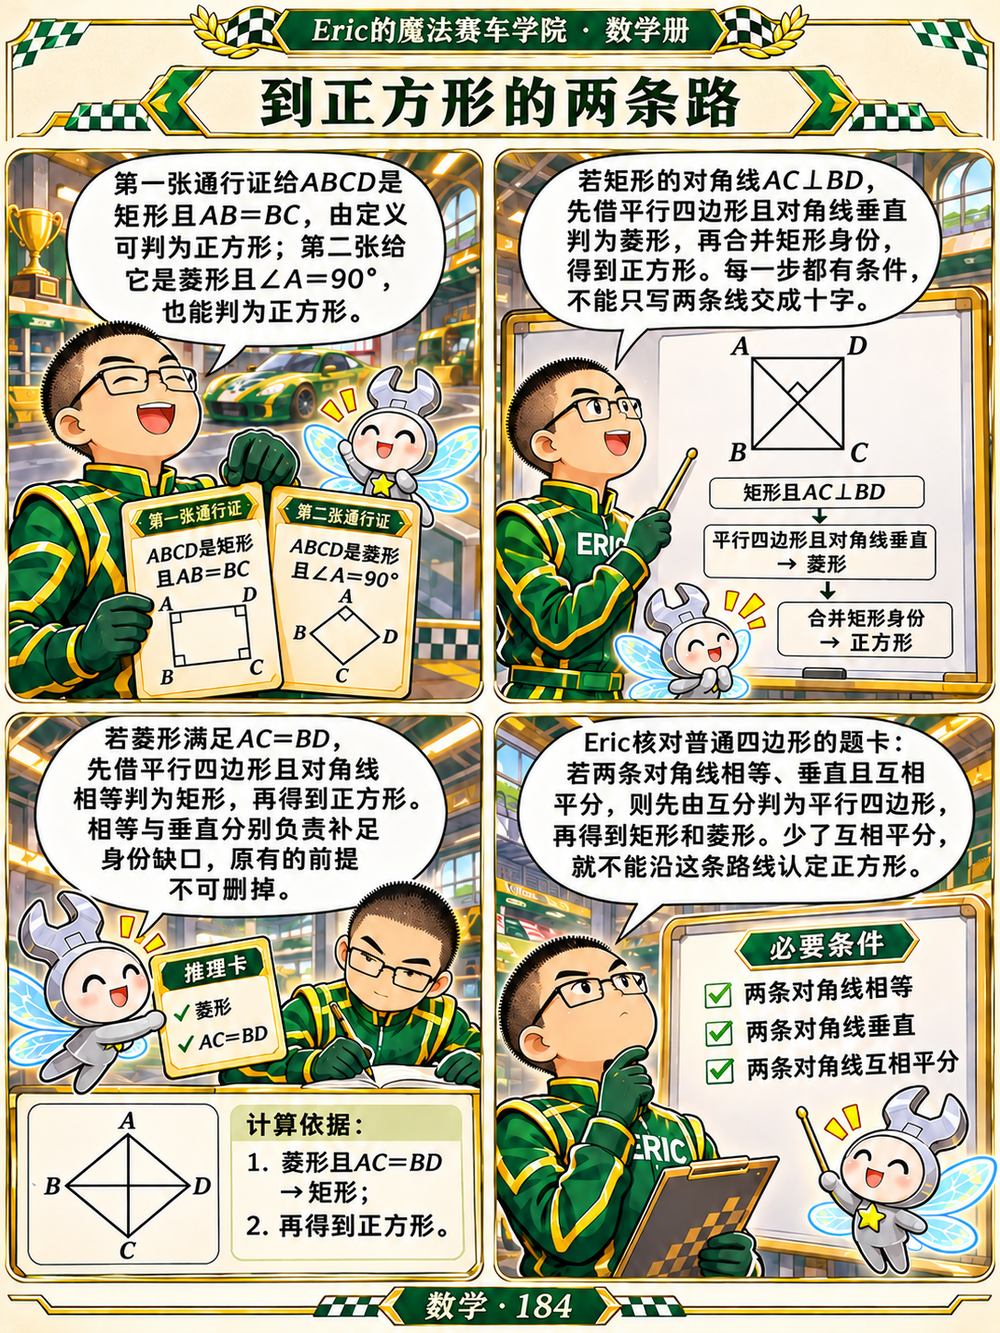 Eric的魔法赛车学院 · 数学册
到正方形的两条路
第一张通行证给ABCD是
矩形且AB=BC，由定义
可判为正方形；第二张给
它是菱形且∠A=90°，
也能判为正方形。
第一张通行证
ABCD是矩形
且AB=BC
A
D
B
C
第二张通行证
ABCD是菱形
且∠A=90°
A
B
D
C
若矩形的对角线AC⊥BD，
先借平行四边形且对角线垂直
判为菱形，再合并矩形身份，
得到正方形。每一步都有条件，
不能只写两条线交成十字。
A
D
B
C
矩形且AC⊥BD
平行四边形且对角线垂直
→ 菱形
合并矩形身份
→ 正方形
ERIC
若菱形满足AC=BD，
先借平行四边形且对角线
相等判为矩形，再得到正方形。
相等与垂直分别负责补足
身份缺口，原有的前提
不可删掉。
推理卡
✓ 菱形
✓ AC=BD
A
B
D
C
计算依据：
1. 菱形且AC=BD
→矩形；
2. 再得到正方形。
Eric核对普通四边形的题卡：
若两条对角线相等、垂直且互相
平分，则先由互分判为平行四边形，
再得到矩形和菱形。少了互相平分，
就不能沿这条路线认定正方形。
必要条件
两条对角线相等
两条对角线垂直
两条对角线互相平分
ERIC
数学 · 184